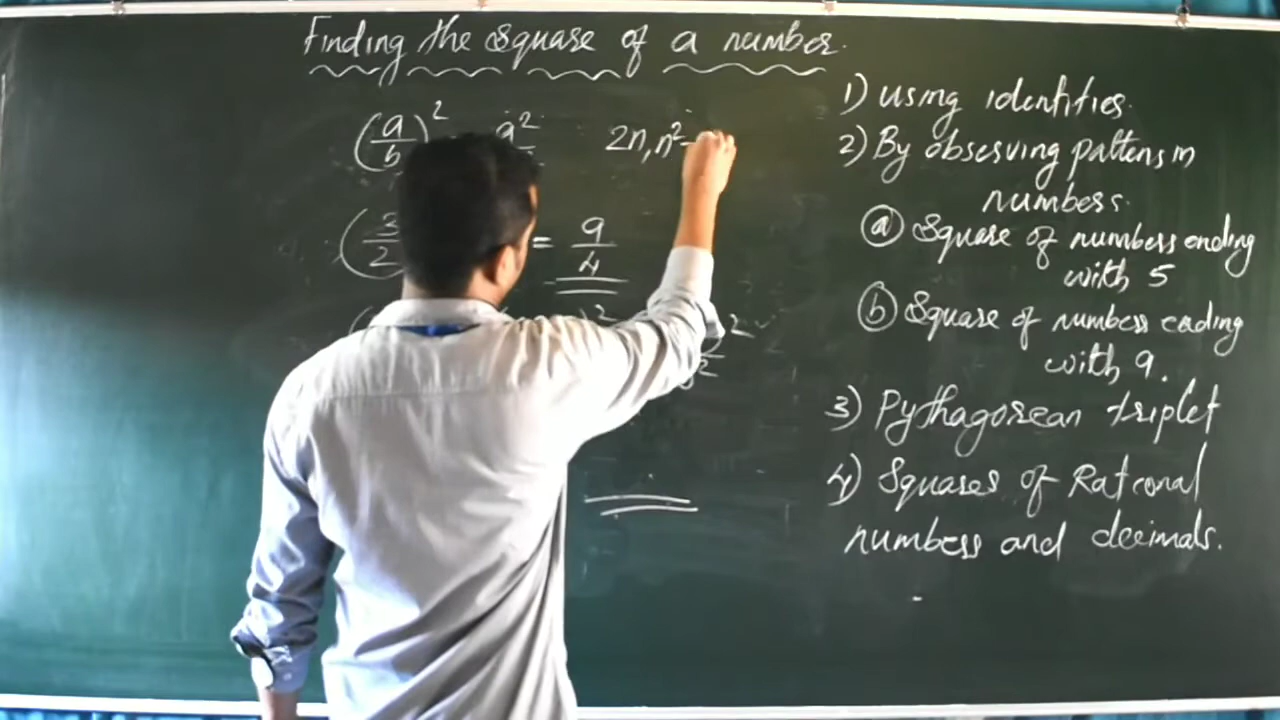 Finding the square of a number.
(a/b)² a²
2n, n²-
(3/2 = 9/4
1) using identities.
2) By observing pattens in
numbers.
(a) Square of numbers ending
with 5
(b) Square of numbers ending
with 9.
3) Pythagorean triplet
4) Squares of Rational
numbers and decimals.